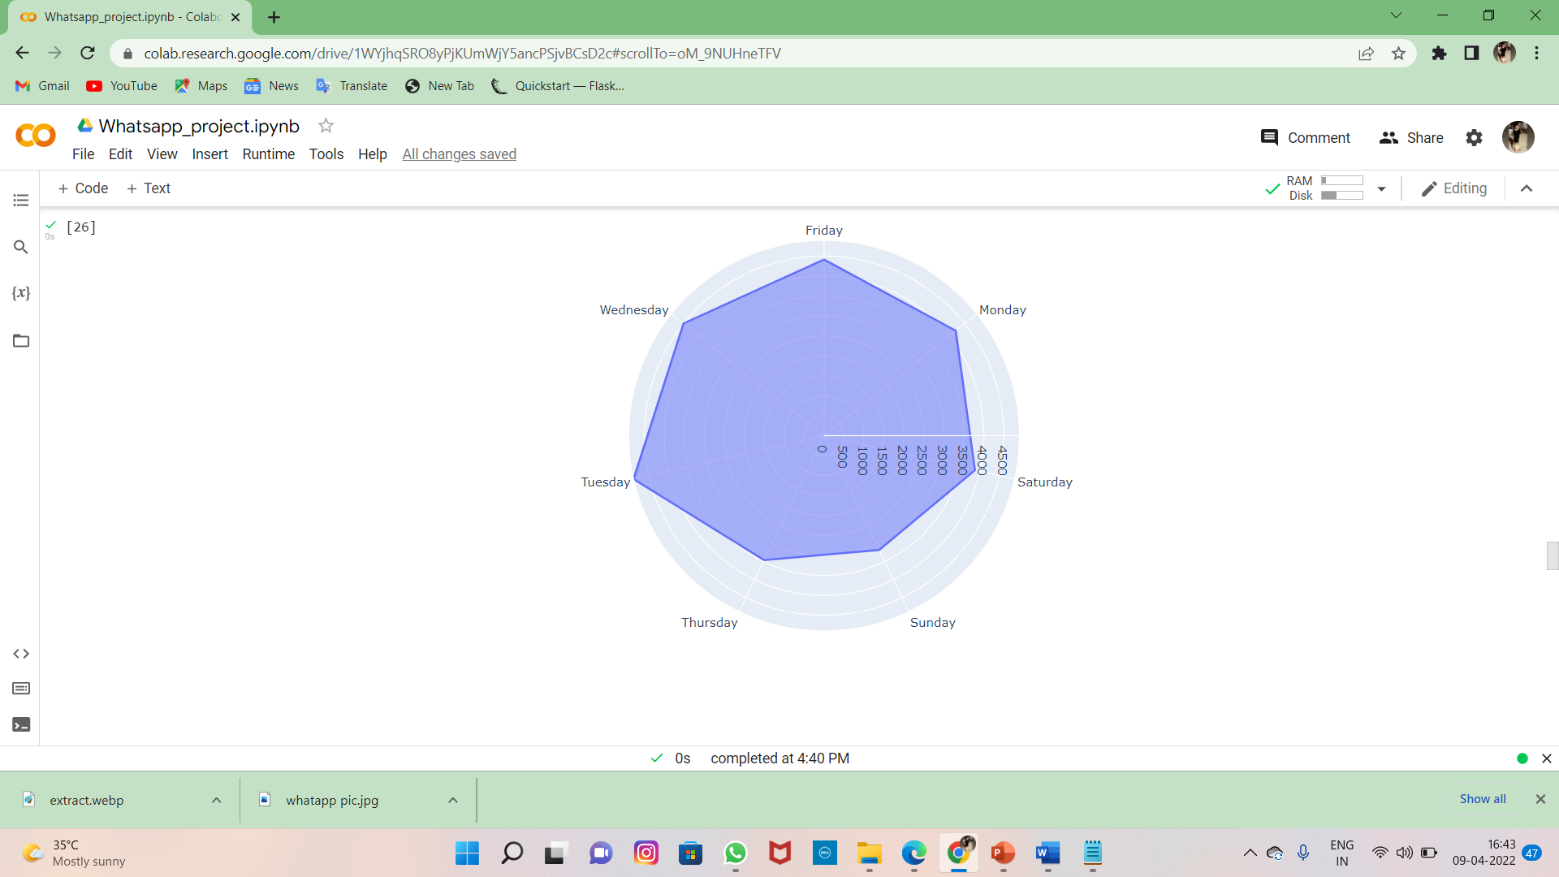 Whatsapp_project.ipynb - Colab
colab.research.google.com/drive/1WYjhqSRO8yPjKUmWjY5ancPSjvBCsD2c#scrollTo=oM_9NUHneTFV
Gmail YouTube Maps News Translate New Tab Quickstart — Flask...
Whatsapp_project.ipynb
File Edit View Insert Runtime Tools Help All changes saved
Comment Share
+ Code + Text
RAM
Disk
Editing
[26]
0s
{x}
Friday
Wednesday
Monday
0 500 1000 1500 2000 2500 3000 3500 4000 4500
Tuesday
Saturday
Thursday
Sunday
0s completed at 4:40 PM
extract.webp
whatapp pic.jpg
Show all
35°C
Mostly sunny
ENG
IN
16:43
09-04-2022
47